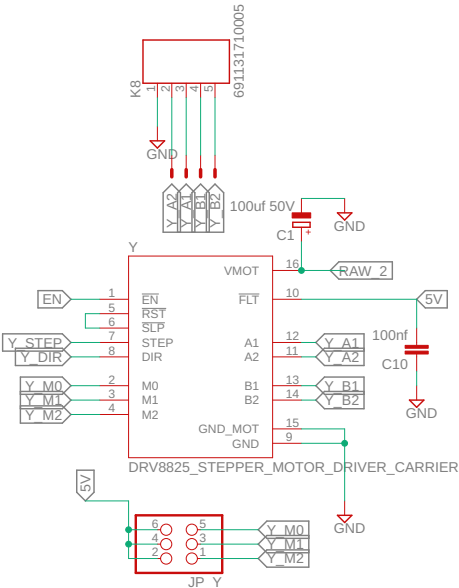 691131710005
K8
1 2 3 4 5
GND
Y_A2
Y_A1
Y_B1
Y_B2
100uf 50V
C1
+
GND
Y
VMOT 16 RAW_2
EN 1 EN
FLT 10 5V
5 RST
6 SLP
Y_STEP 7 STEP
Y_DIR 8 DIR
A1 12 Y_A1
A2 11 Y_A2
100nf
C10
GND
Y_M0 2 M0
Y_M1 3 M1
Y_M2 4 M2
B1 13 Y_B1
B2 14 Y_B2
GND_MOT 15
GND 9
DRV8825_STEPPER_MOTOR_DRIVER_CARRIER
GND
5V
6 5 Y_M0
4 3 Y_M1
2 1 Y_M2
JP_Y